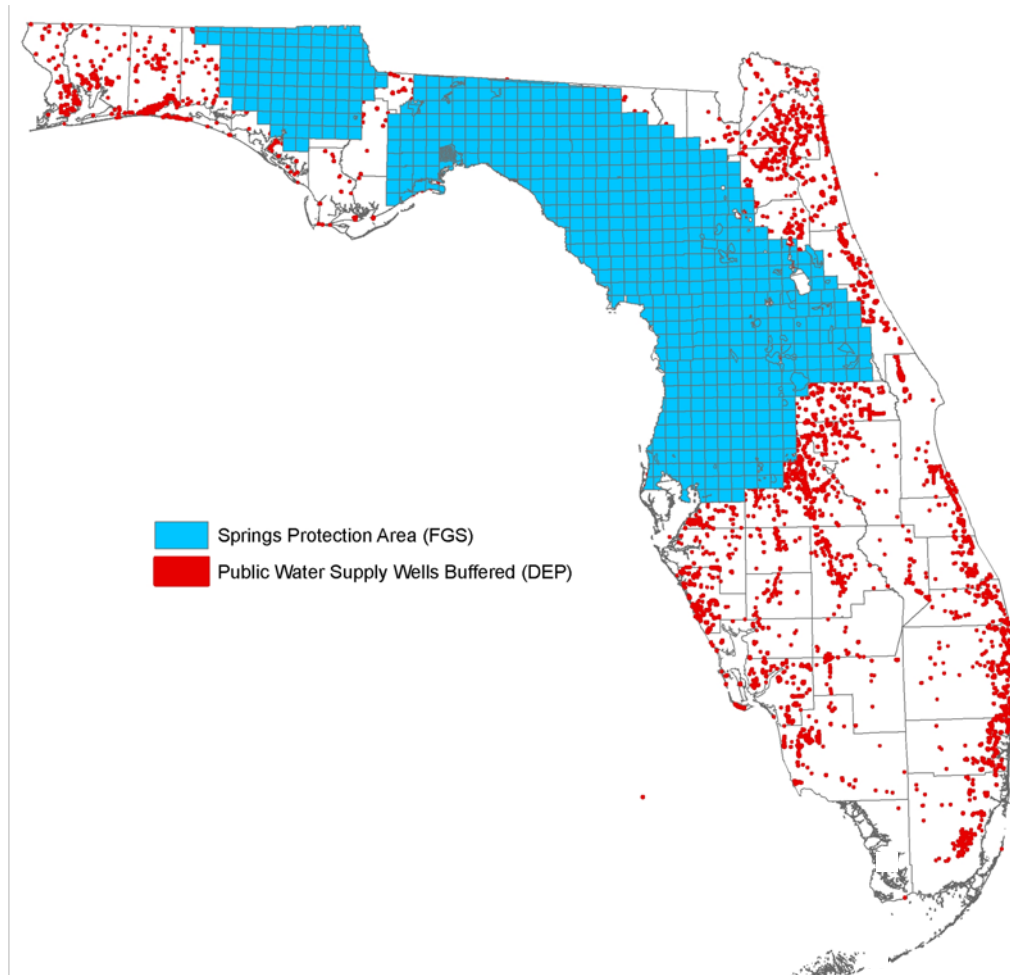 Springs Protection Area (FGS)
Public Water Supply Wells Buffered (DEP)